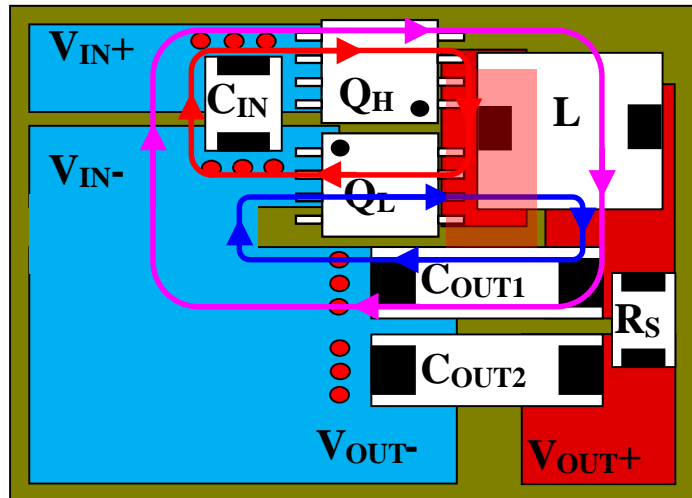 VIN+
CIN
QH
L
VIN-
QL
COUT1
RS
COUT2
VOUT-
VOUT+